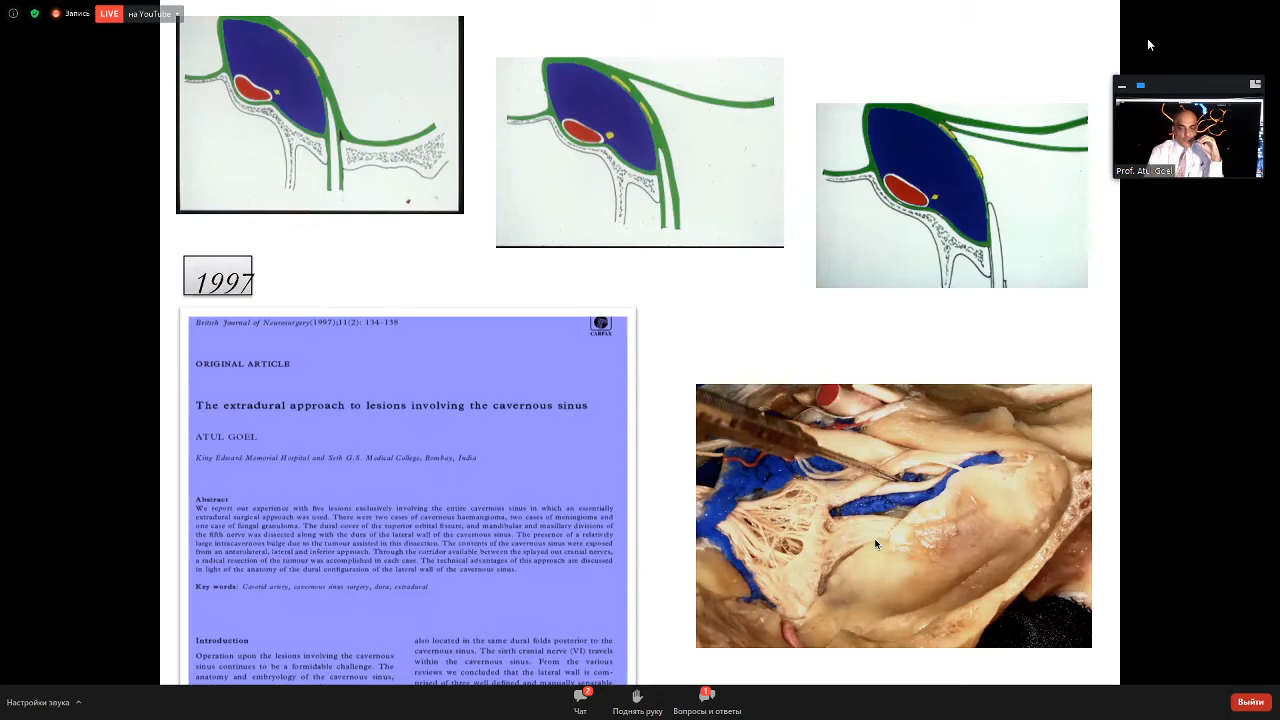 Запись
LIVE
на YouTube
Prof. Atul Goel
1997
British Journal of Neurosurgery(1997);11(2): 134–138
CARFAX
ORIGINAL ARTICLE
The extradural approach to lesions involving the cavernous sinus
ATUL GOEL
King Edward Memorial Hospital and Seth G.S. Medical College, Bombay, India
Abstract
We report our experience with five lesions exclusively involving the entire cavernous sinus in which an essentially
extradural surgical approach was used. There were two cases of cavernous haemangioma, two cases of meningioma and
one case of fungal granuloma. The dural cover of the superior orbital fissure, and mandibular and maxillary divisions of
the fifth nerve was dissected along with the dura of the lateral wall of the cavernous sinus. The presence of a relatively
large intracavernous bulge due to the tumour assisted in this dissection. The contents of the cavernous sinus were exposed
from an anterolateral, lateral and inferior approach. Through the corridor available between the splayed out cranial nerves,
a radical resection of the tumour was accomplished in each case. The technical advantages of this approach are discussed
in light of the anatomy of the dural configuration of the lateral wall of the cavernous sinus.
Key words: Carotid artery, cavernous sinus surgery, dura, extradural
Introduction
Operation upon the lesions involving the cavernous
sinus continues to be a formidable challenge. The
anatomy and embryology of the cavernous sinus,
also located in the same dural folds posterior to the
cavernous sinus. The sixth cranial nerve (VI) travels
within the cavernous sinus. From the various
reviews we concluded that the lateral wall is com-
prised of three well defined and manually separable
Настройки звука
2
Чат
Поднять руку
1
Вопросы и ответы
Выйти